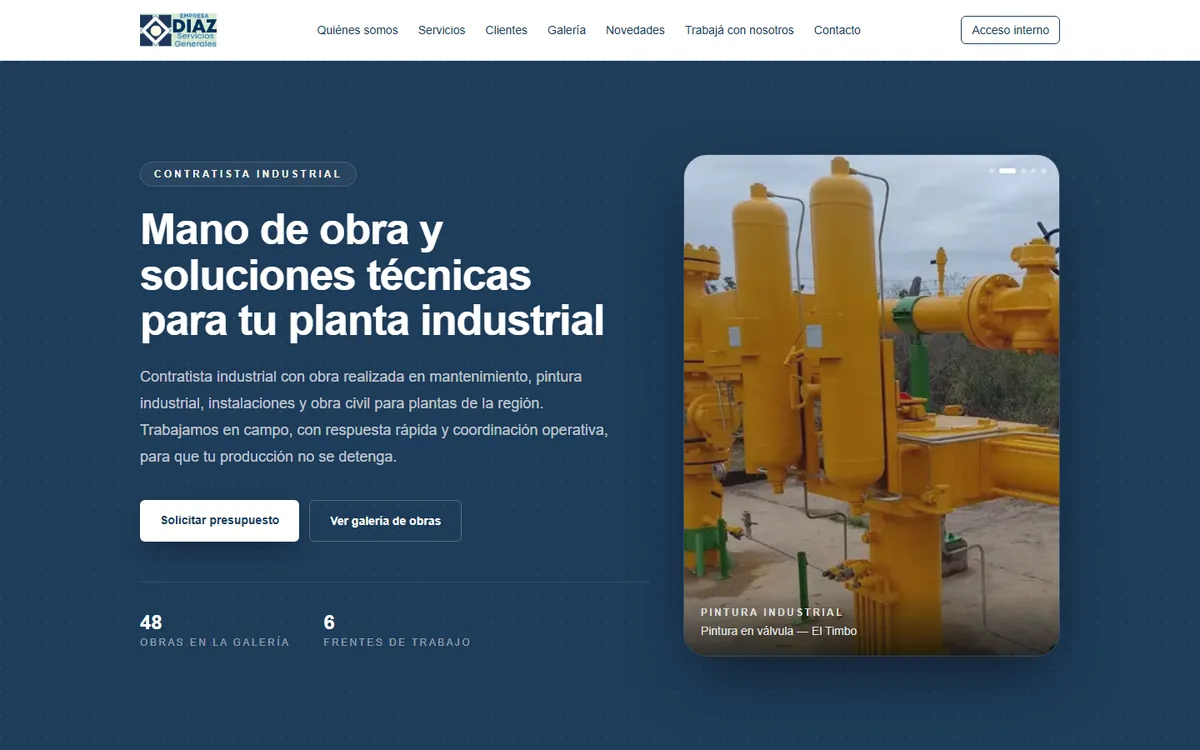 EMPRESA
DIAZ
Servicios
Generales
Quiénes somos
Servicios
Clientes
Galería
Novedades
Trabajá con nosotros
Contacto
Acceso interno
CONTRATISTA INDUSTRIAL
Mano de obra y
soluciones técnicas
para tu planta industrial
Contratista industrial con obra realizada en mantenimiento, pintura
industrial, instalaciones y obra civil para plantas de la región.
Trabajamos en campo, con respuesta rápida y coordinación operativa,
para que tu producción no se detenga.
Solicitar presupuesto
Ver galería de obras
48
OBRAS EN LA GALERÍA
6
FRENTES DE TRABAJO
PINTURA INDUSTRIAL
Pintura en válvula — El Timbo